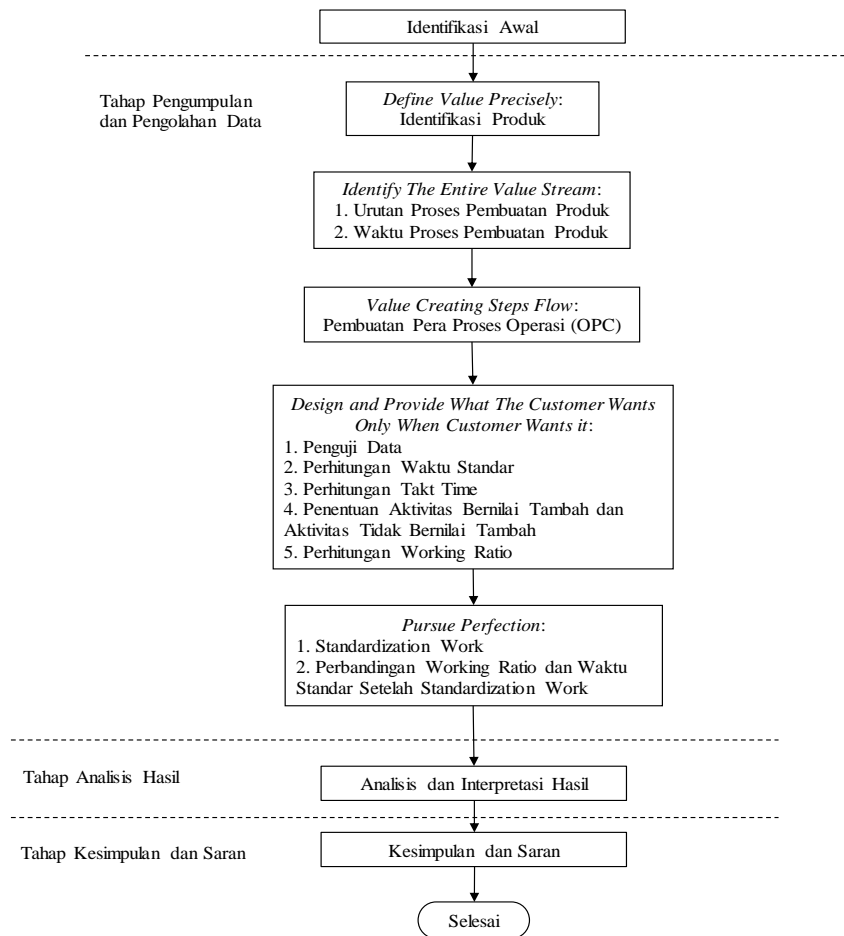 Identifikasi Awal
Tahap Pengumpulan
dan Pengolahan Data
Define Value Precisely:
Identifikasi Produk
Identify The Entire Value Stream:
1. Urutan Proses Pembuatan Produk
2. Waktu Proses Pembuatan Produk
Value Creating Steps Flow:
Pembuatan Pera Proses Operasi (OPC)
Design and Provide What The Customer Wants
Only When Customer Wants it:
1. Penguji Data
2. Perhitungan Waktu Standar
3. Perhitungan Takt Time
4. Penentuan Aktivitas Bernilai Tambah dan
Aktivitas Tidak Bernilai Tambah
5. Perhitungan Working Ratio
Pursue Perfection:
1. Standardization Work
2. Perbandingan Working Ratio dan Waktu
Standar Setelah Standardization Work
Tahap Analisis Hasil
Analisis dan Interpretasi Hasil
Tahap Kesimpulan dan Saran
Kesimpulan dan Saran
Selesai